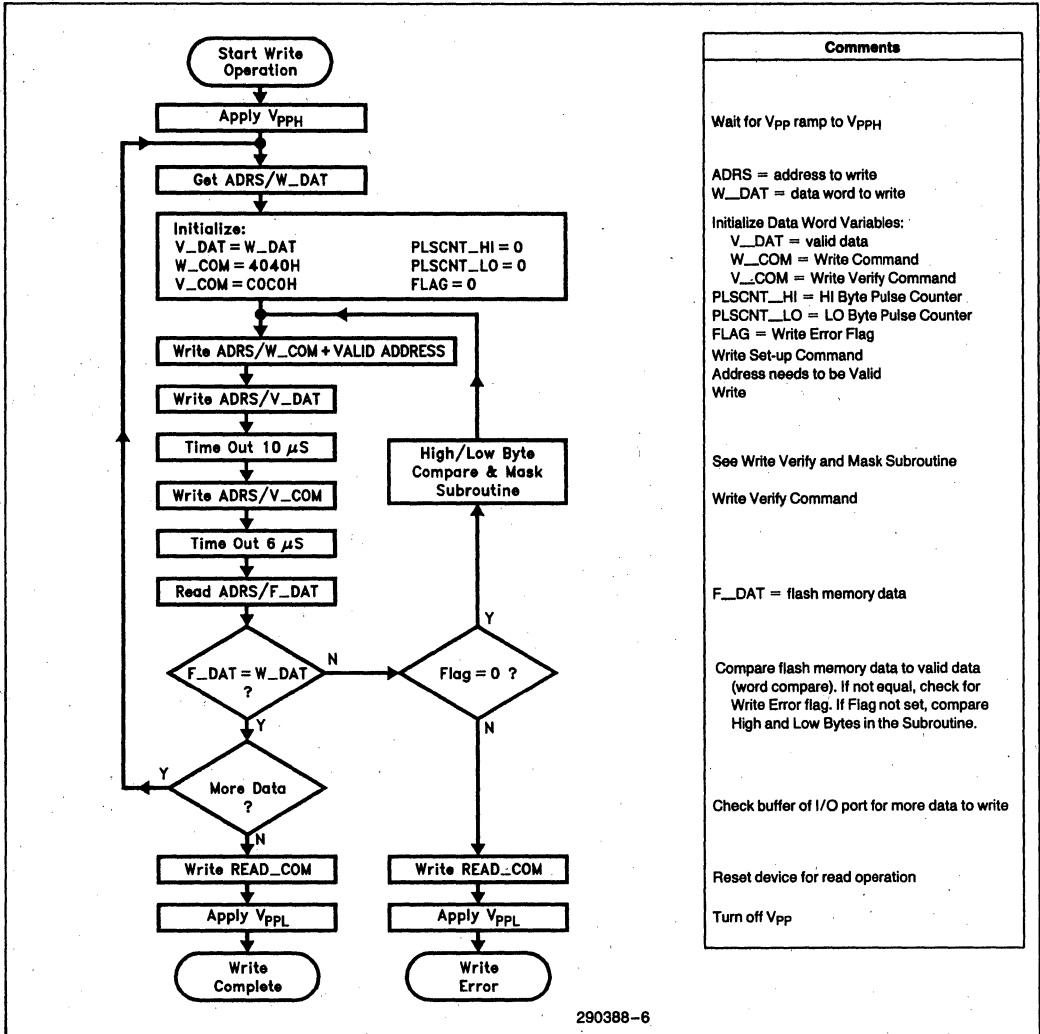 Start Write
Operation
Apply VPPH
Get ADRS/W_DAT
Initialize:
V_DAT = W_DAT PLSCNT_HI = 0
W_COM = 4040H PLSCNT_LO = 0
V_COM = C0C0H FLAG = 0
Write ADRS/W_COM + VALID ADDRESS
Write ADRS/V_DAT
Time Out 10 μS
Write ADRS/V_COM
Time Out 6 μS
Read ADRS/F_DAT
F_DAT = W_DAT
?
N
Y
More Data
?
Y
N
Write READ_COM
Apply VPPL
Write
Complete
High/Low Byte
Compare & Mask
Subroutine
Y
Flag = 0 ?
N
Write READ_COM
Apply VPPL
Write
Error
Comments
Wait for VPP ramp to VPPH
ADRS = address to write
W_DAT = data word to write
Initialize Data Word Variables:
V_DAT = valid data
W_COM = Write Command
V_COM = Write Verify Command
PLSCNT_HI = HI Byte Pulse Counter
PLSCNT_LO = LO Byte Pulse Counter
FLAG = Write Error Flag
Write Set-up Command
Address needs to be Valid
Write
See Write Verify and Mask Subroutine
Write Verify Command
F_DAT = flash memory data
Compare flash memory data to valid data
(word compare). If not equal, check for
Write Error flag. If Flag not set, compare
High and Low Bytes in the Subroutine.
Check buffer of I/O port for more data to write
Reset device for read operation
Turn off VPP
290388-6